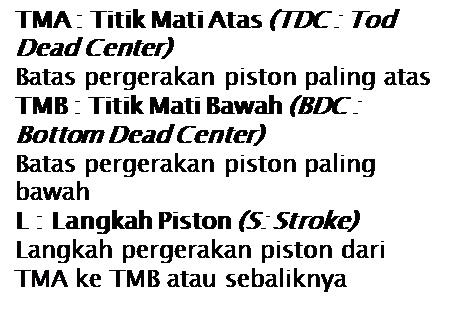 TMA : Titik Mati Atas (TDC : Tod
Dead Center)
Batas pergerakan piston paling atas
TMB : Titik Mati Bawah (BDC :
Bottom Dead Center)
Batas pergerakan piston paling
bawah
L : Langkah Piston (S: Stroke)
Langkah pergerakan piston dari
TMA ke TMB atau sebaliknya